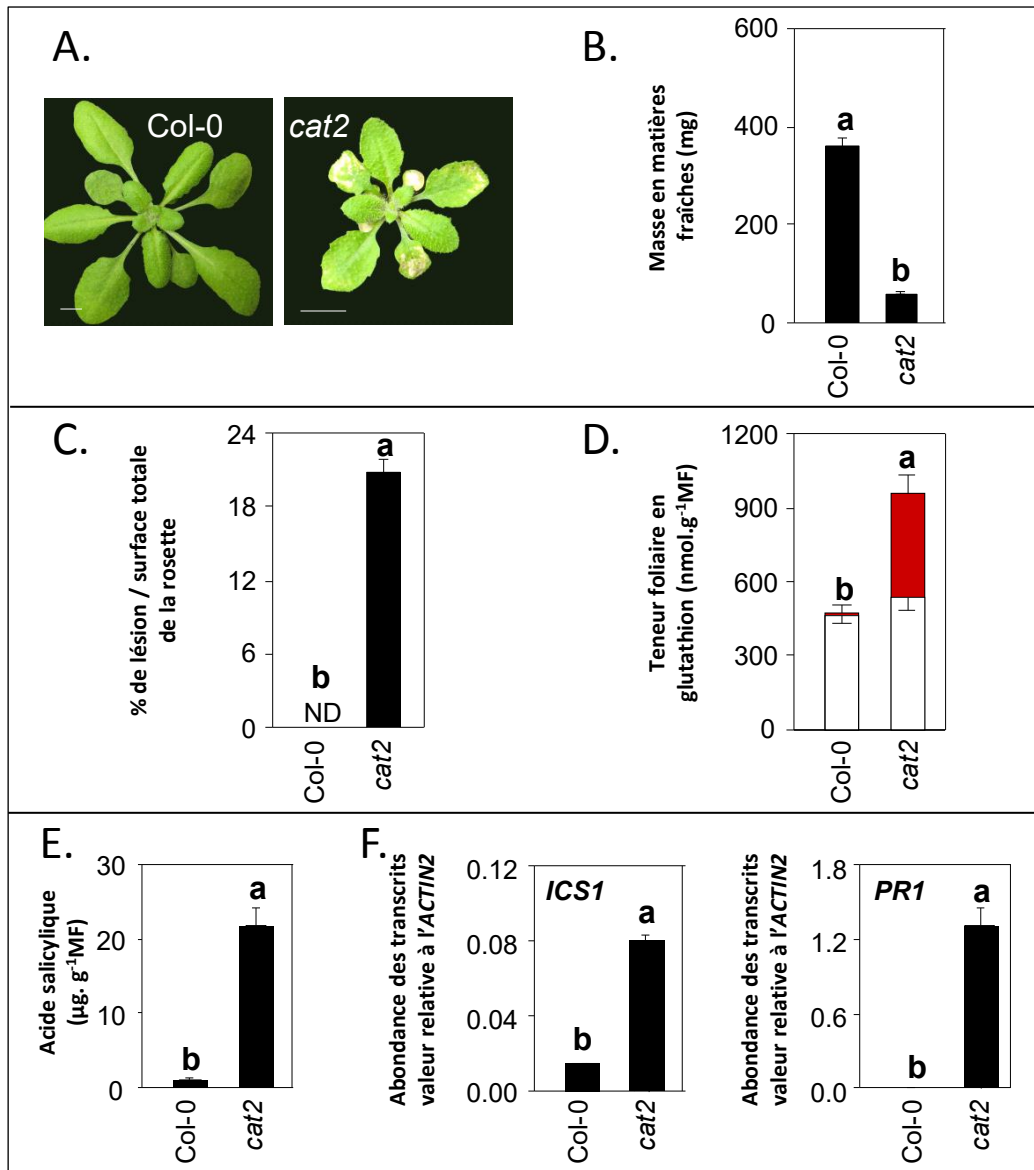 A.
Col-0
cat2
B.
Masse en matières
fraîches (mg)
600
400
200
0
a
b
Col-0
cat2
C.
% de lésion / surface totale
de la rosette
24
18
12
6
0
b
ND
a
Col-0
cat2
D.
Teneur foliaire en
glutathion (nmol.g-1MF)
1200
900
600
300
0
b
a
Col-0
cat2
E.
Acide salicylique
(µg. g-1MF)
30
20
10
0
b
a
Col-0
cat2
F.
Abondance des transcrits
valeur relative à l'ACTIN2
0.12
0.08
0.04
0.00
ICS1
b
a
Col-0
cat2
Abondance des transcrits
valeur relative à l'ACTIN2
1.8
1.2
0.6
0.0
PR1
b
a
Col-0
cat2